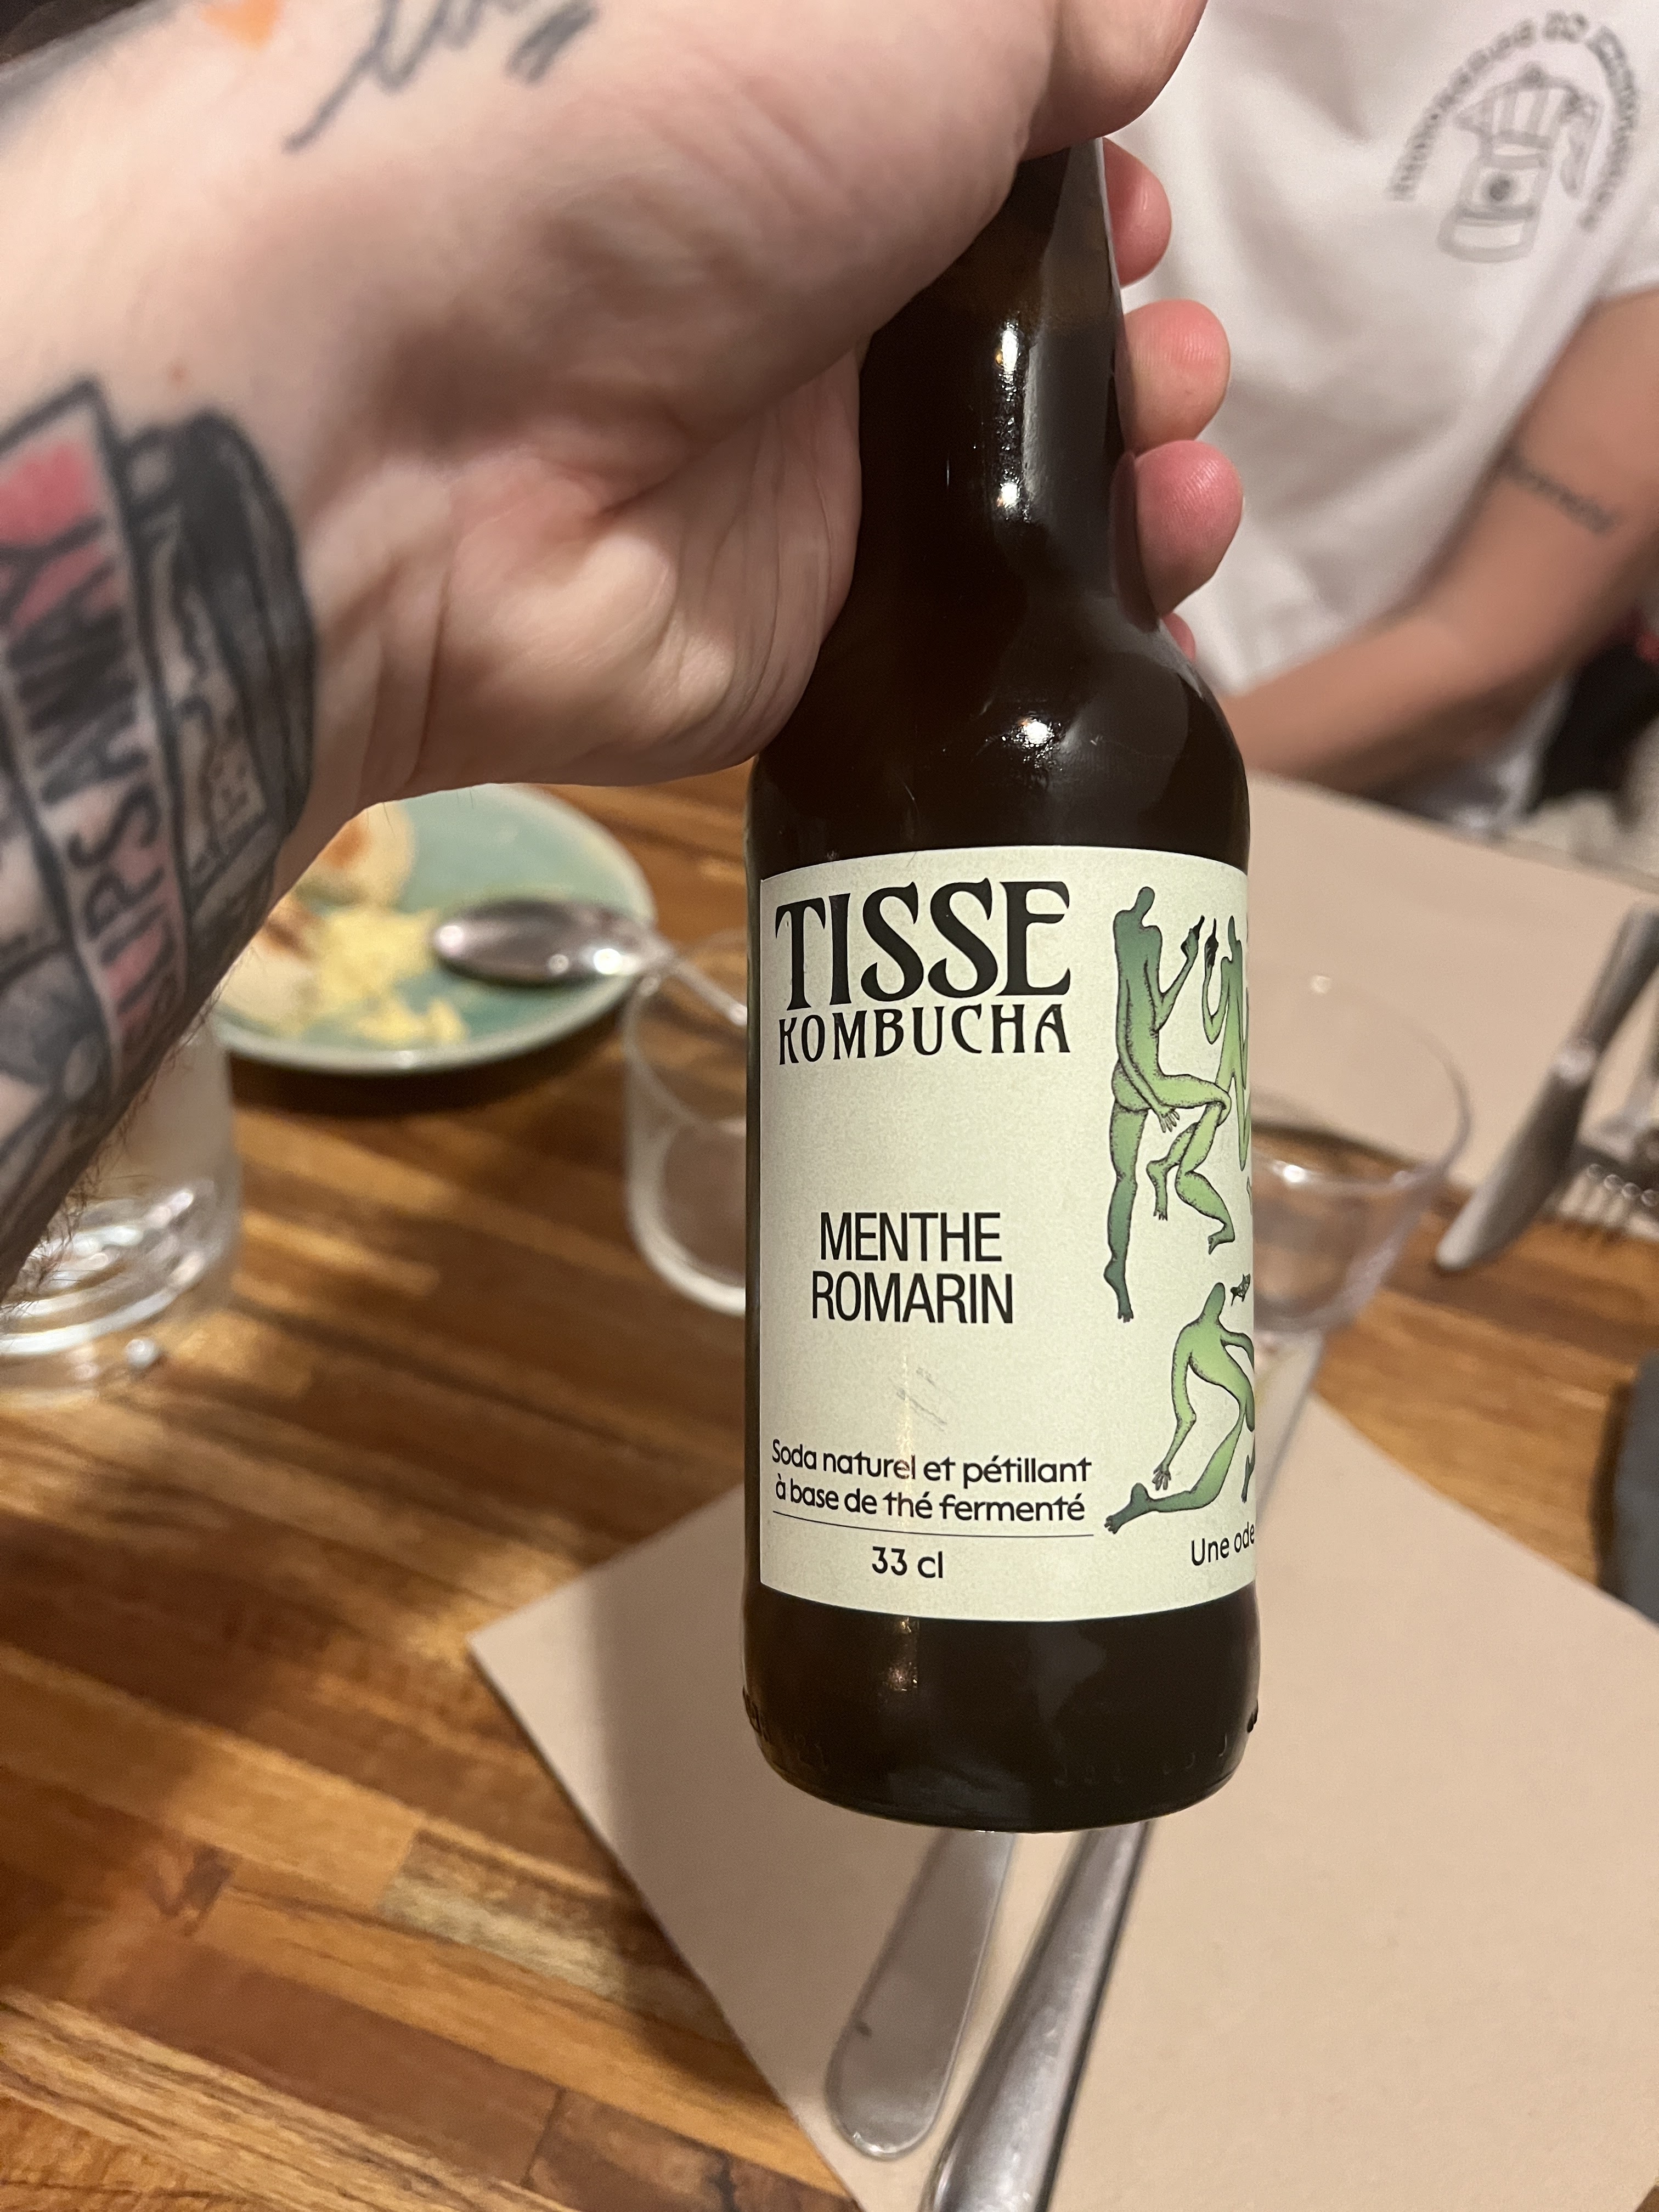 TISSE
KOMBUCHA
MENTHE
ROMARIN
Soda naturel et pétillant
à base de thé fermenté
33 cl
Une ode